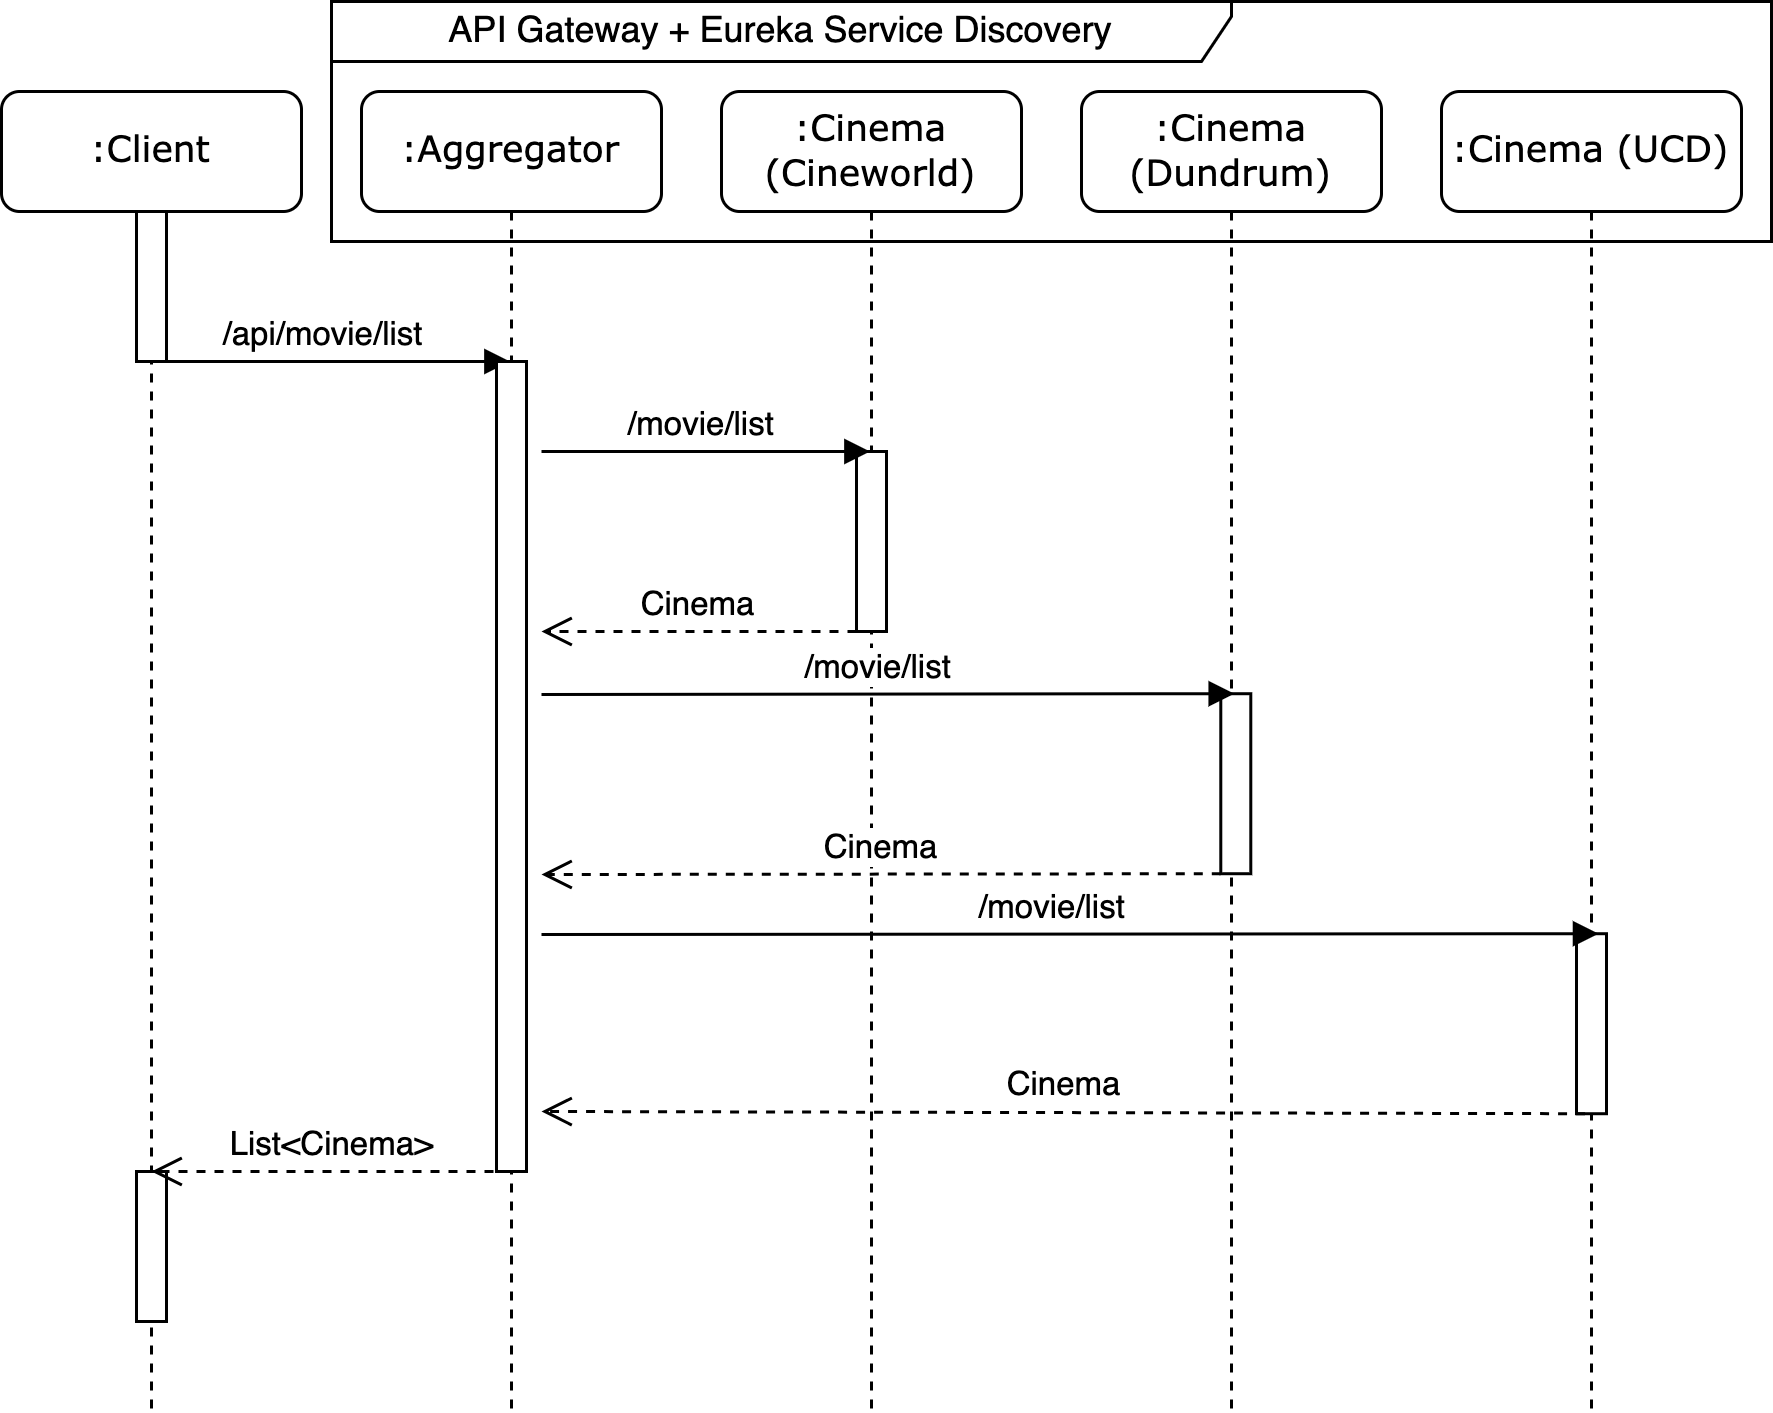 API Gateway + Eureka Service Discovery
:Client
:Aggregator
:Cinema
(Cineworld)
:Cinema
(Dundrum)
:Cinema (UCD)
/api/movie/list
/movie/list
Cinema
/movie/list
Cinema
/movie/list
Cinema
List<Cinema>